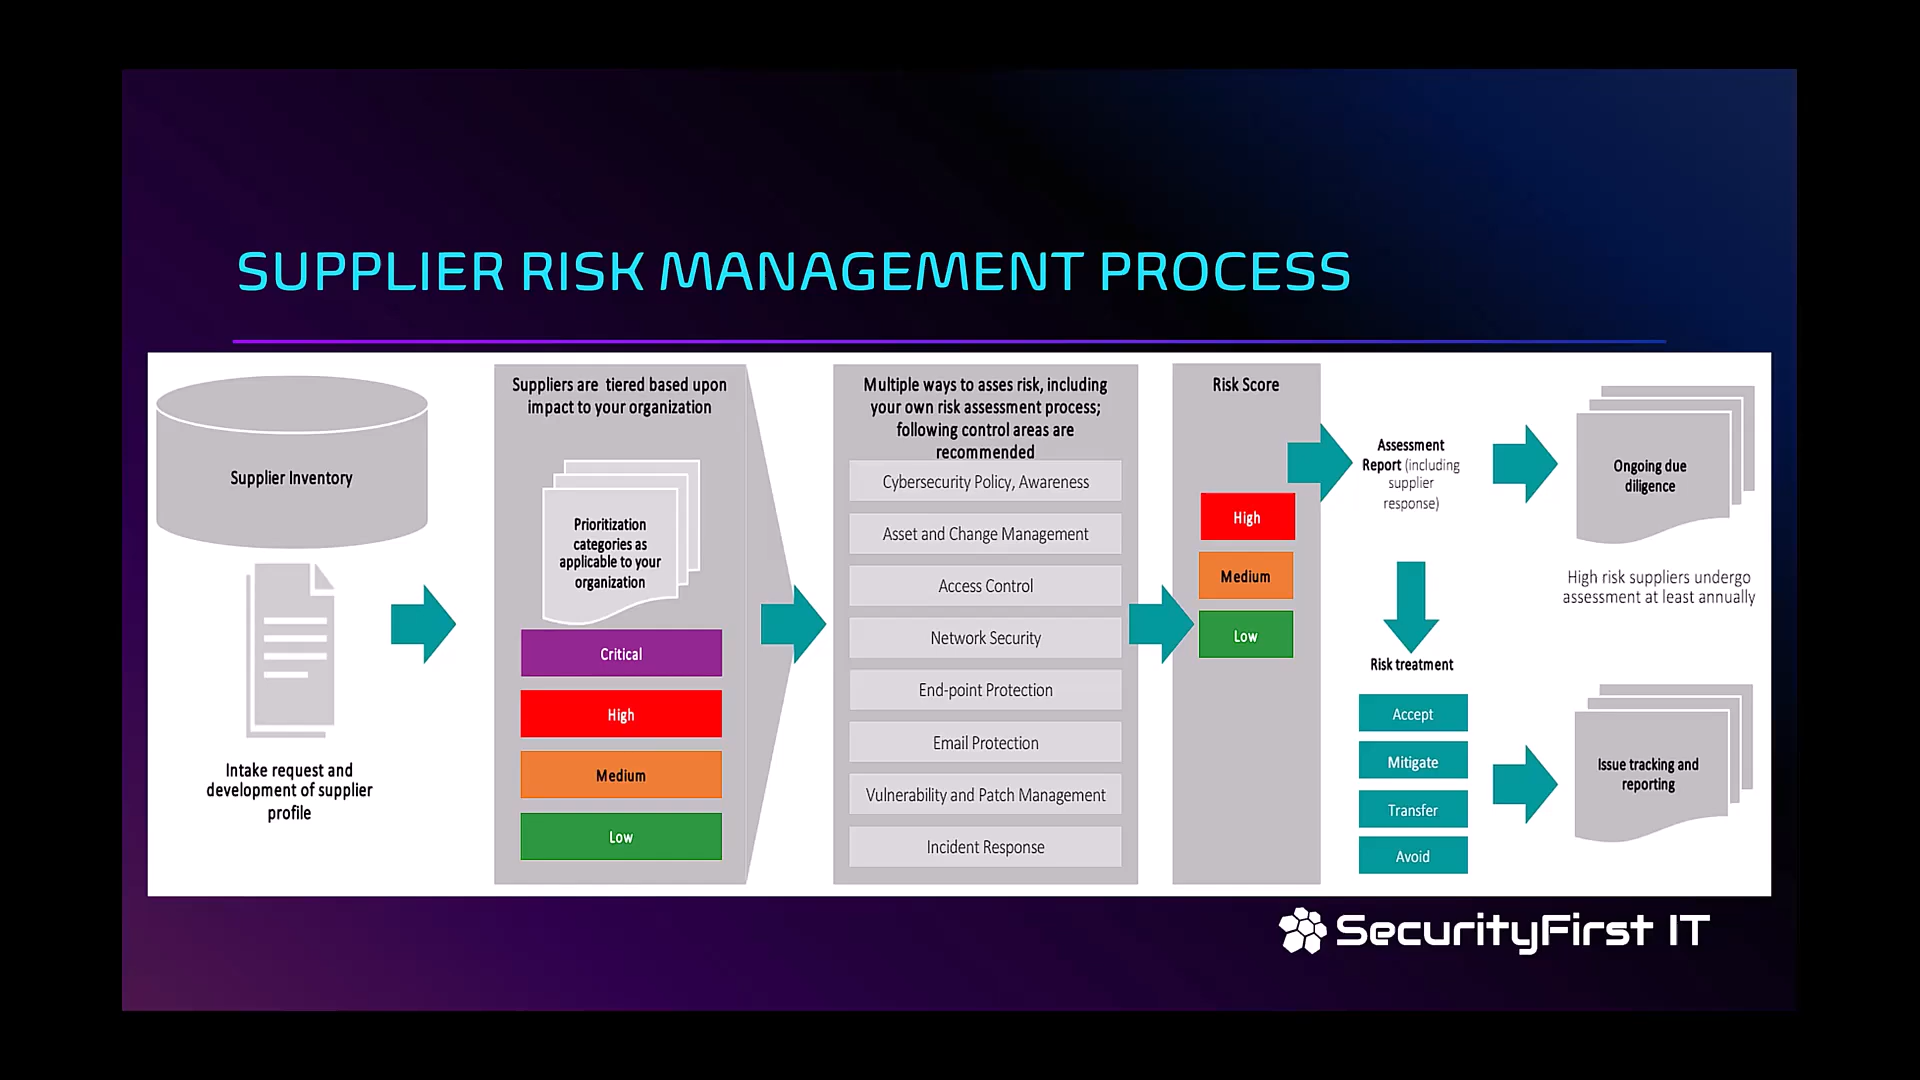 SUPPLIER RISK MANAGEMENT PROCESS
Supplier Inventory
Intake request and
development of supplier
profile
Suppliers are tiered based upon
impact to your organization
Prioritization
categories as
applicable to your
organization
Critical
High
Medium
Low
Multiple ways to asses risk, including
your own risk assessment process;
following control areas are
recommended
Cybersecurity Policy, Awareness
Asset and Change Management
Access Control
Network Security
End-point Protection
Email Protection
Vulnerability and Patch Management
Incident Response
Risk Score
High
Medium
Low
Assessment
Report (including
supplier
response)
Risk treatment
Accept
Mitigate
Transfer
Avoid
Ongoing due
diligence
High risk suppliers undergo
assessment at least annually
Issue tracking and
reporting
SecurityFirst IT